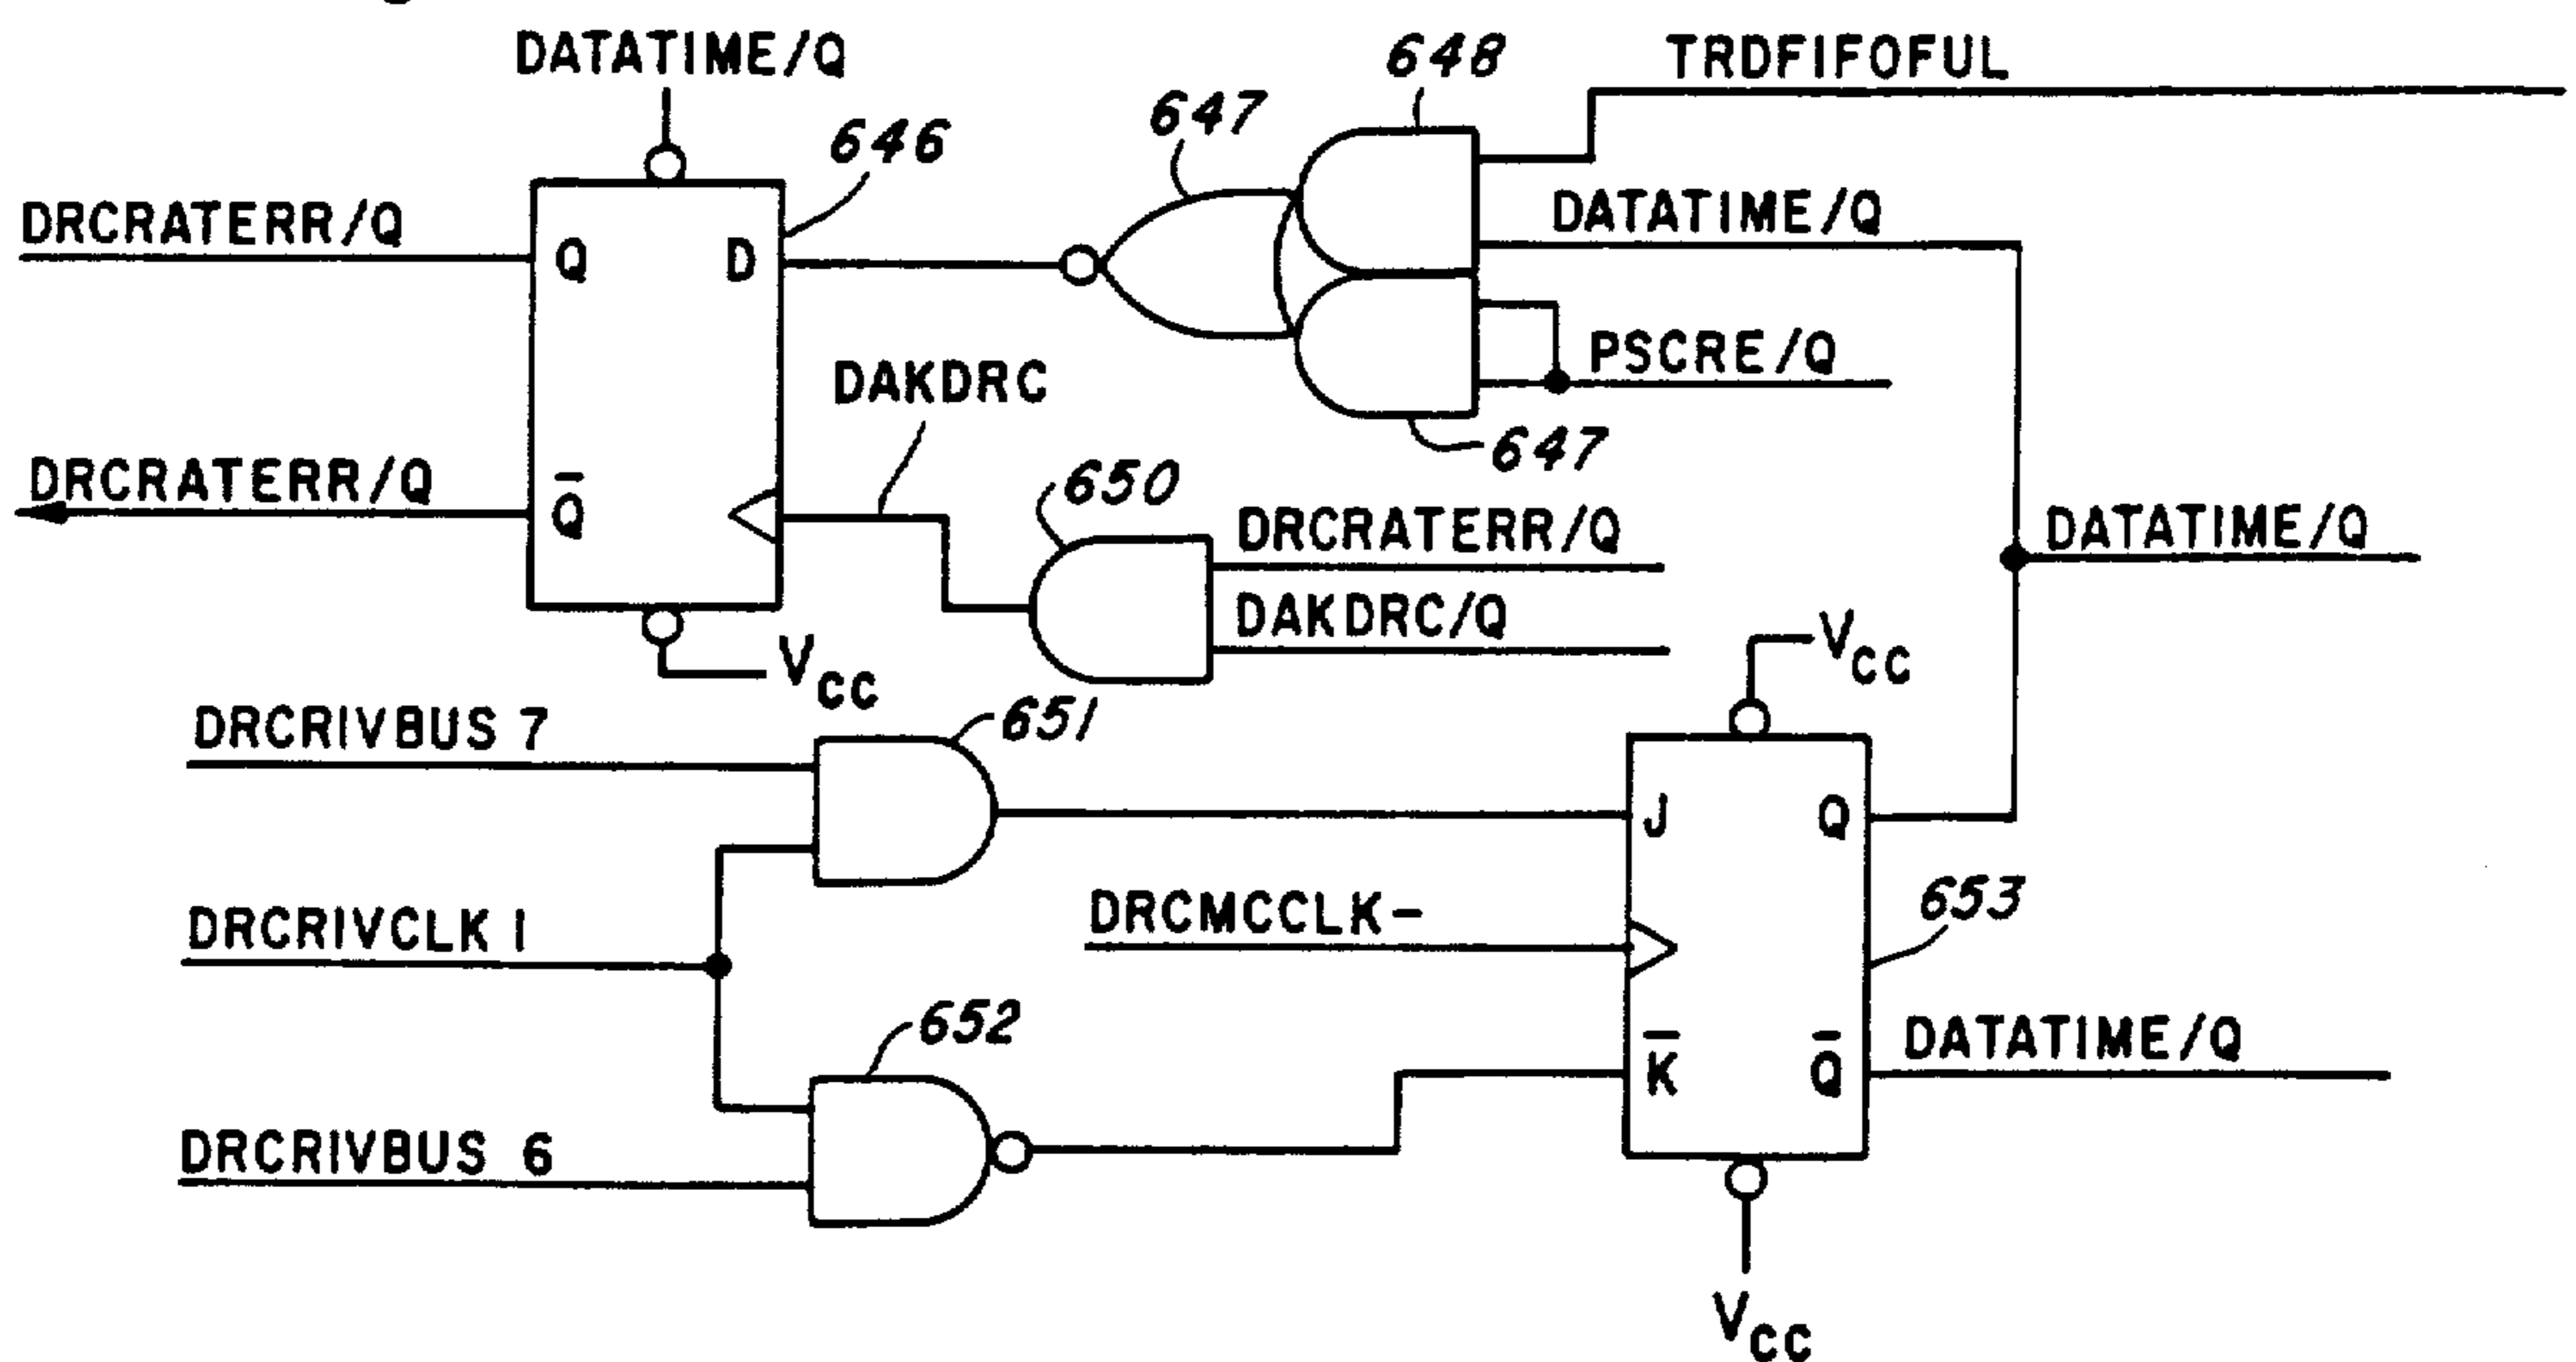 DATATIME/Q
648
TRDFIFOFUL
647
646
DRCRATERR/Q
Q
D
DATATIME/Q
PSCRE/Q
DAKDRC
647
DRCRATERR/Q
Q̅
650
DRCRATERR/Q
DATATIME/Q
DAKDRC/Q
VCC
VCC
DRCRIVBUS 7
651
J
Q
653
DRCRIVCLK 1
DRCMCCLK-
652
DATATIME/Q
K̅
Q̅
DRCRIVBUS 6
VCC